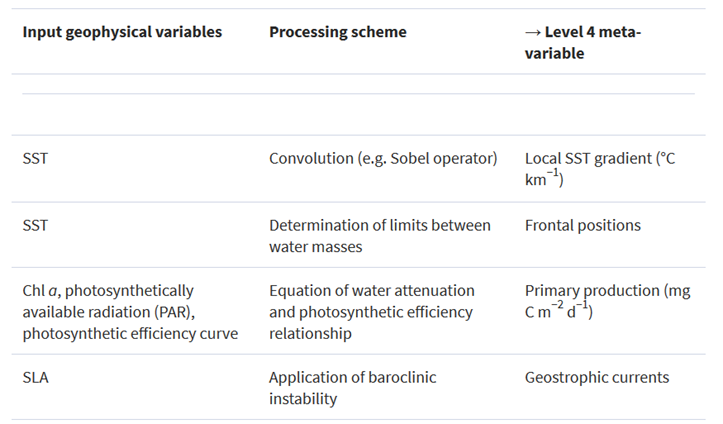 Input geophysical variables Processing scheme → Level 4 meta-
variable
SST Convolution (e.g. Sobel operator) Local SST gradient (°C
km⁻¹)
SST Determination of limits between Frontal positions
water masses
Chl a, photosynthetically Equation of water attenuation Primary production (mg
available radiation (PAR), and photosynthetic efficiency C m⁻² d⁻¹)
photosynthetic efficiency curve relationship
SLA Application of baroclinic Geostrophic currents
instability